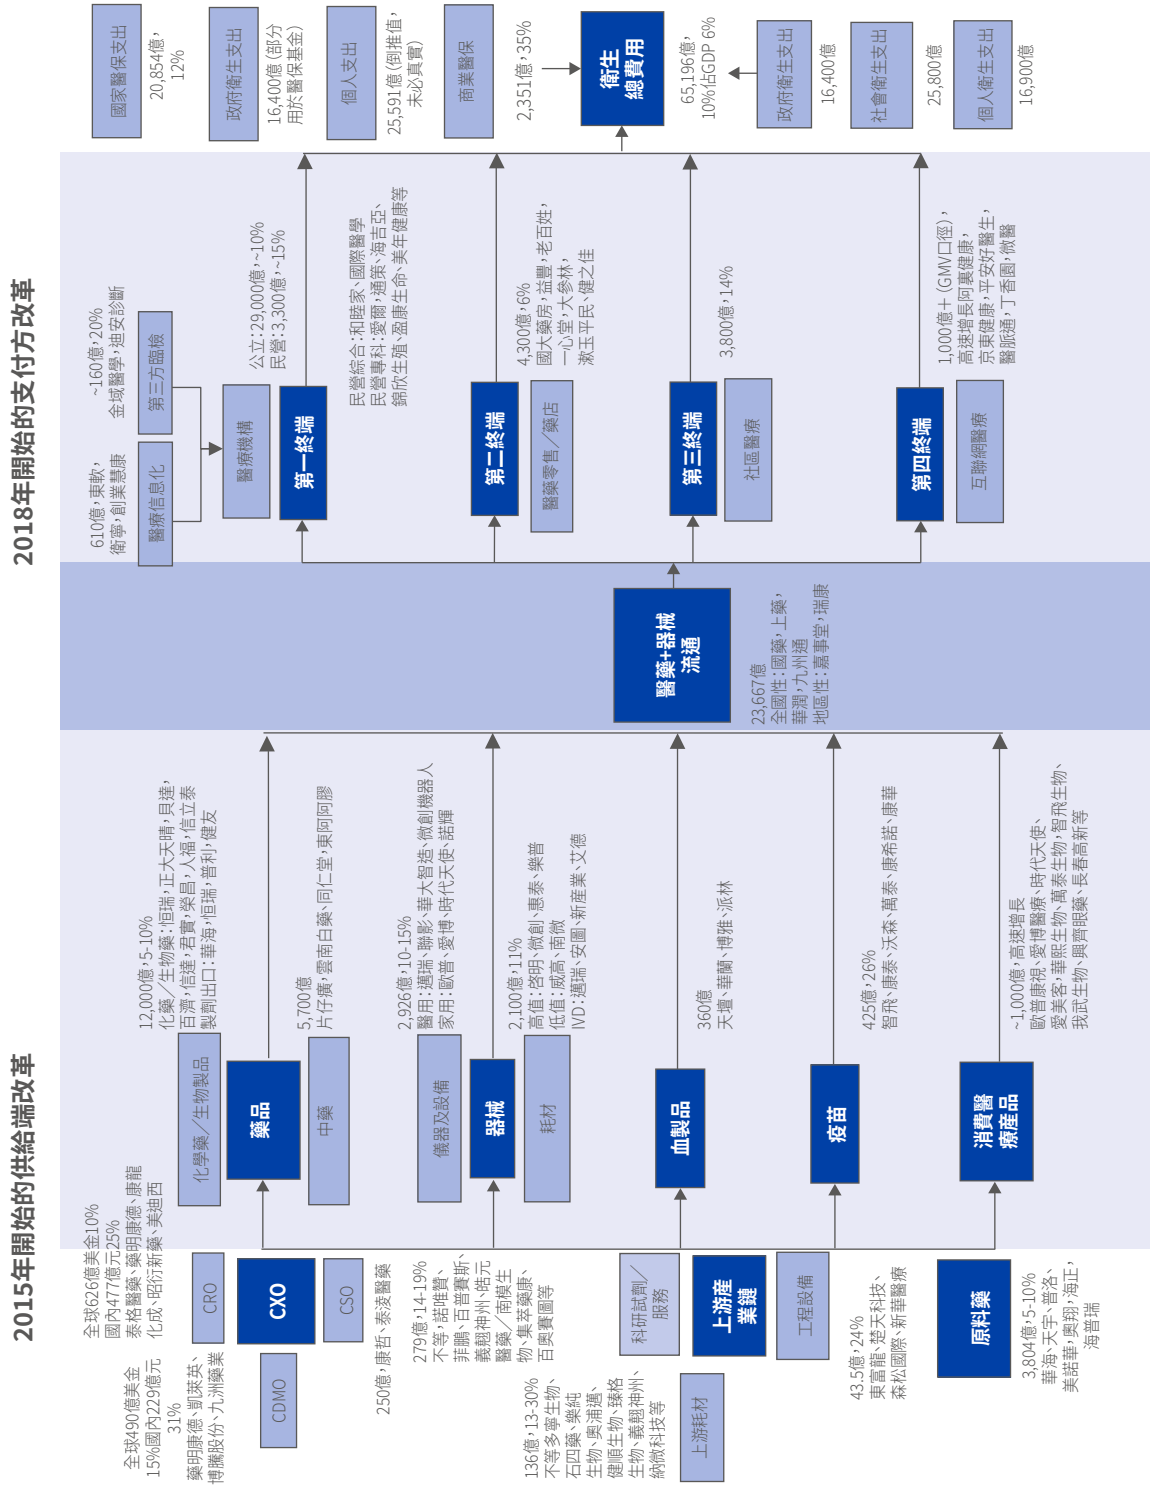 2015年開始的供給端改革
2018年開始的支付方改革
全球490億美金
15%國內229億元
31%
藥明康德、凱萊英、
博騰股份、九洲藥業
CDMO
全球626億美金10%
國內477億元25%
泰格醫藥、藥明康德、康龍
化成、昭衍新藥、美迪西
CRO
CXO
CSO
250億，康哲、泰淩醫藥
279億，14-19%
不等，諾唯贊、
菲鵬、百普賽斯、
義翹神州、皓元
醫藥／南模生
物、集萃藥康、
百奧賽圖等
136億，13-30%
不等多寧生物、
石四藥、樂純
生物、奧浦邁、
健順生物、臻格
生物、義翹神州、
納微科技等
上游耗材
科研試劑／
服務
上游産
業鏈
工程設備
43.5億，24%
東富龍、楚天科技、
森松國際、新華醫療
原料藥
3,804億，5-10%
華海、天宇、普洛、
美諾華，奧翔，海正，
海普瑞
化學藥／生物製品
12,000億，5-10%
化藥／生物藥：恒瑞，正大天晴，貝達，
百濟，信達，君實，榮昌，人福，信立泰
製劑出口：華海，恒瑞，普利，健友
藥品
中藥
5,700億
片仔癀，雲南白藥、同仁堂，東阿阿膠
儀器及設備
2,926億，10-15%
醫用：邁瑞、聯影、華大智造、微創機器人
家用：歐普、愛博、時代天使、諾輝
器械
耗材
2,100億，11%
高值：啓明、微創、惠泰、樂普
低值：威高、南微
IVD：邁瑞、安圖、新産業、艾德
血製品
360億
天壇、華蘭、博雅、派林
疫苗
425億，26%
智飛、康泰、沃森、萬泰、康希諾、康華
消費醫
療産品
~1,000億，高速增長
歐普康視、愛博醫療、時代天使、
愛美客，華熙生物、萬泰生物，智飛生物、
我武生物、興齊眼藥、長春高新等
醫藥+器械
流通
23,667億
全國性：國藥，上藥，
華潤，九州通
地區性：嘉事堂，瑞康
610億，東軟，
衛寧，創業慧康
醫療信息化
~160億，20%
金域醫學，迪安診斷
第三方臨檢
醫療機構
公立：29,000億，~10%
民營：3,300億，~15%
第一終端
民營綜合：和睦家、國際醫學
民營專科：愛爾，通策、海吉亞、
錦欣生殖、盈康生命、美年健康等
第二終端
醫藥零售／藥店
4,300億，6%
國大藥房，益豐，老百姓，
一心堂，大參林，
漱玉平民、健之佳
第三終端
社區醫療
3,800億，14%
第四終端
互聯網醫療
1,000億＋（GMV口徑），
高速增長阿裏健康，
京東健康，平安好醫生，
醫脈通，丁香園，微醫
國家醫保支出
20,854億，
12%
政府衛生支出
16,400億（部分
用於醫保基金）
個人支出
25,591億（倒推值，
未必真實）
商業醫保
2,351億，35%
衛生
總費用
65,196億，
10%佔GDP 6%
政府衛生支出
16,400億
社會衛生支出
25,800億
個人衛生支出
16,900億